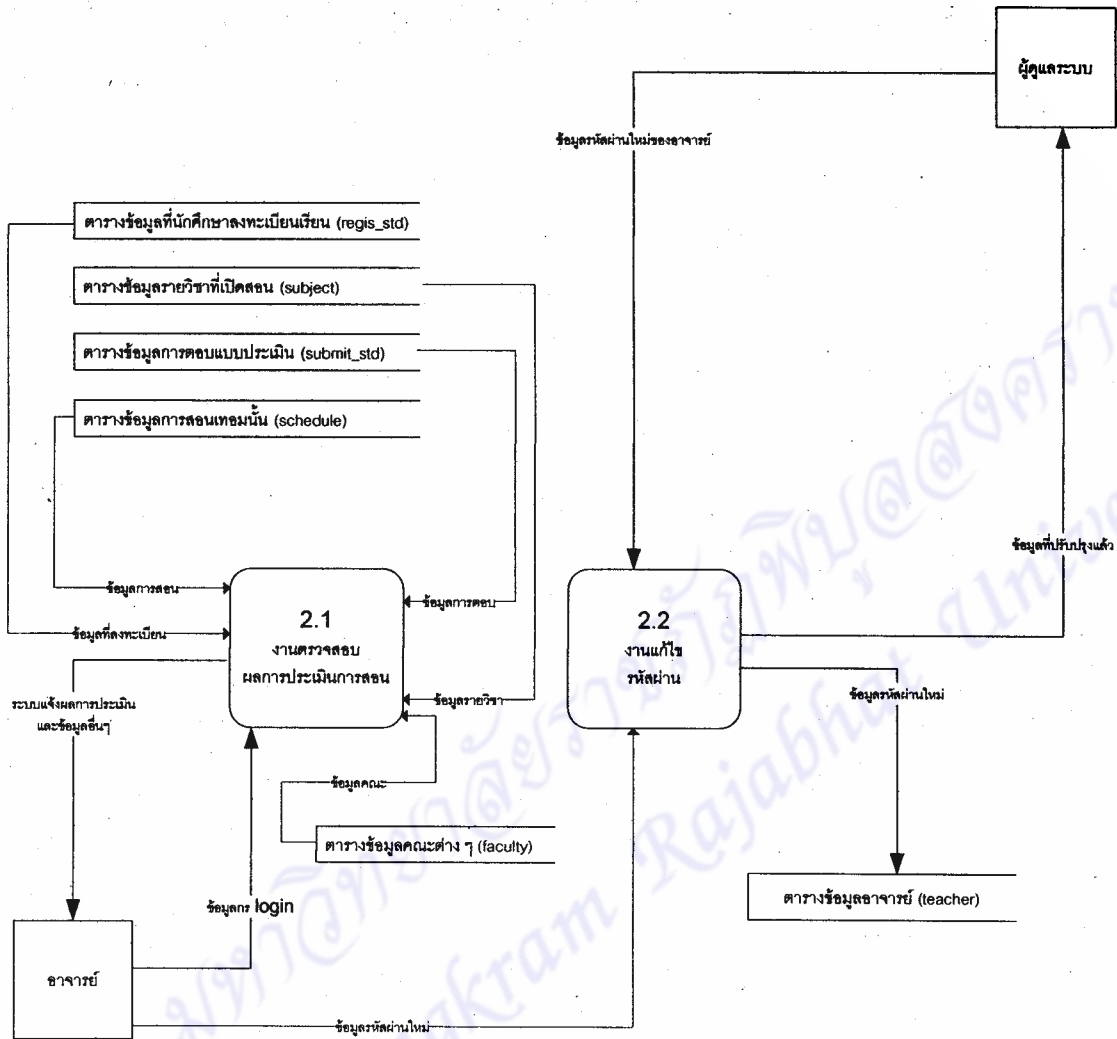 ผู้ดูแลระบบ
ข้อมูลรหัสผ่านใหม่ของอาจารย์
ตารางข้อมูลที่นักศึกษาลงทะเบียนเรียน (regis_std)
ตารางข้อมูลรายวิชาที่เปิดสอน (subject)
ตารางข้อมูลการตอบแบบประเมิน (submit_std)
ตารางข้อมูลการสอนเทอมนั้น (schedule)
ข้อมูลที่ปรับปรุงแล้ว
ข้อมูลการสอน
ข้อมูลการตอบ
2.1
งานตรวจสอบ
ผลการประเมินการสอน
2.2
งานแก้ไข
รหัสผ่าน
ข้อมูลที่ลงทะเบียน
ข้อมูลรายวิชา
ข้อมูลรหัสผ่านใหม่
ระบบแจ้งผลการประเมิน
และข้อมูลอื่นๆ
ข้อมูลคณะ
ตารางข้อมูลคณะต่าง ๆ (faculty)
ตารางข้อมูลอาจารย์ (teacher)
ข้อมูลการ login
อาจารย์
ข้อมูลรหัสผ่านใหม่
Rajabhat